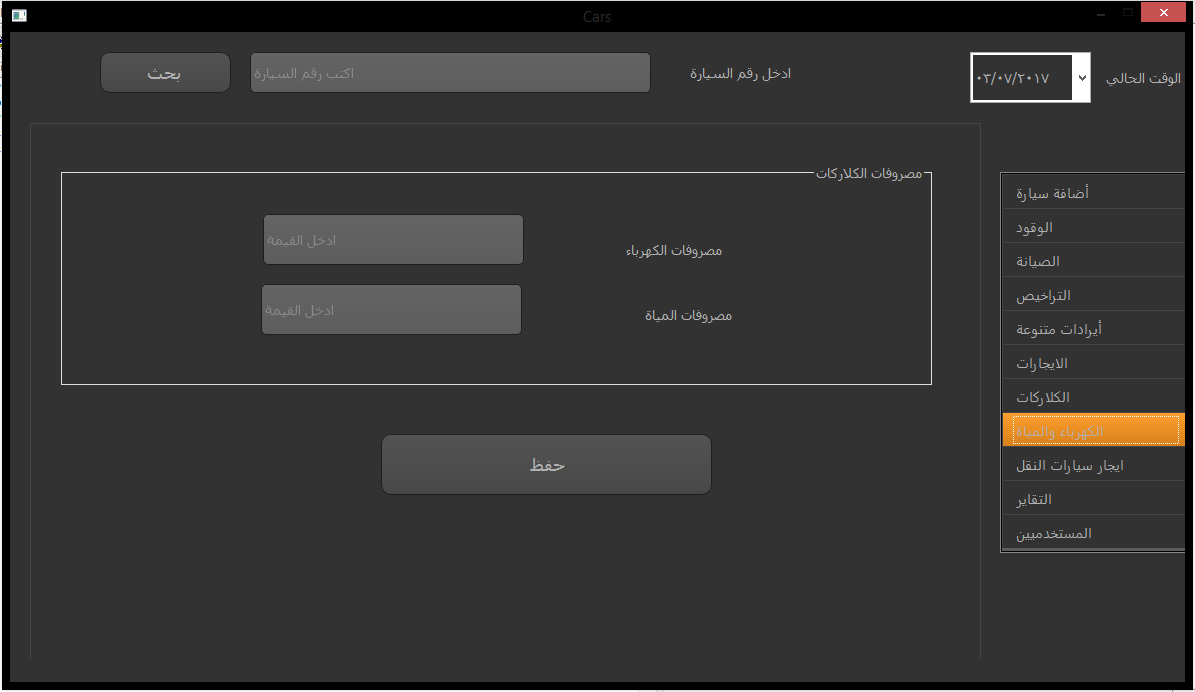 Cars
الوقت الحالي
٠٣/٠٧/٢٠١٧
ادخل رقم السيارة
اكتب رقم السيارة
بحث
مصروفات الكلاركات
مصروفات الكهرباء
ادخل القيمة
مصروفات المياة
ادخل القيمة
حفظ
أضافة سيارة
الوقود
الصيانة
التراخيص
أيرادات متنوعة
الايجارات
الكلاركات
الكهرباء والمياة
ايجار سيارات النقل
التقاير
المستخدميين